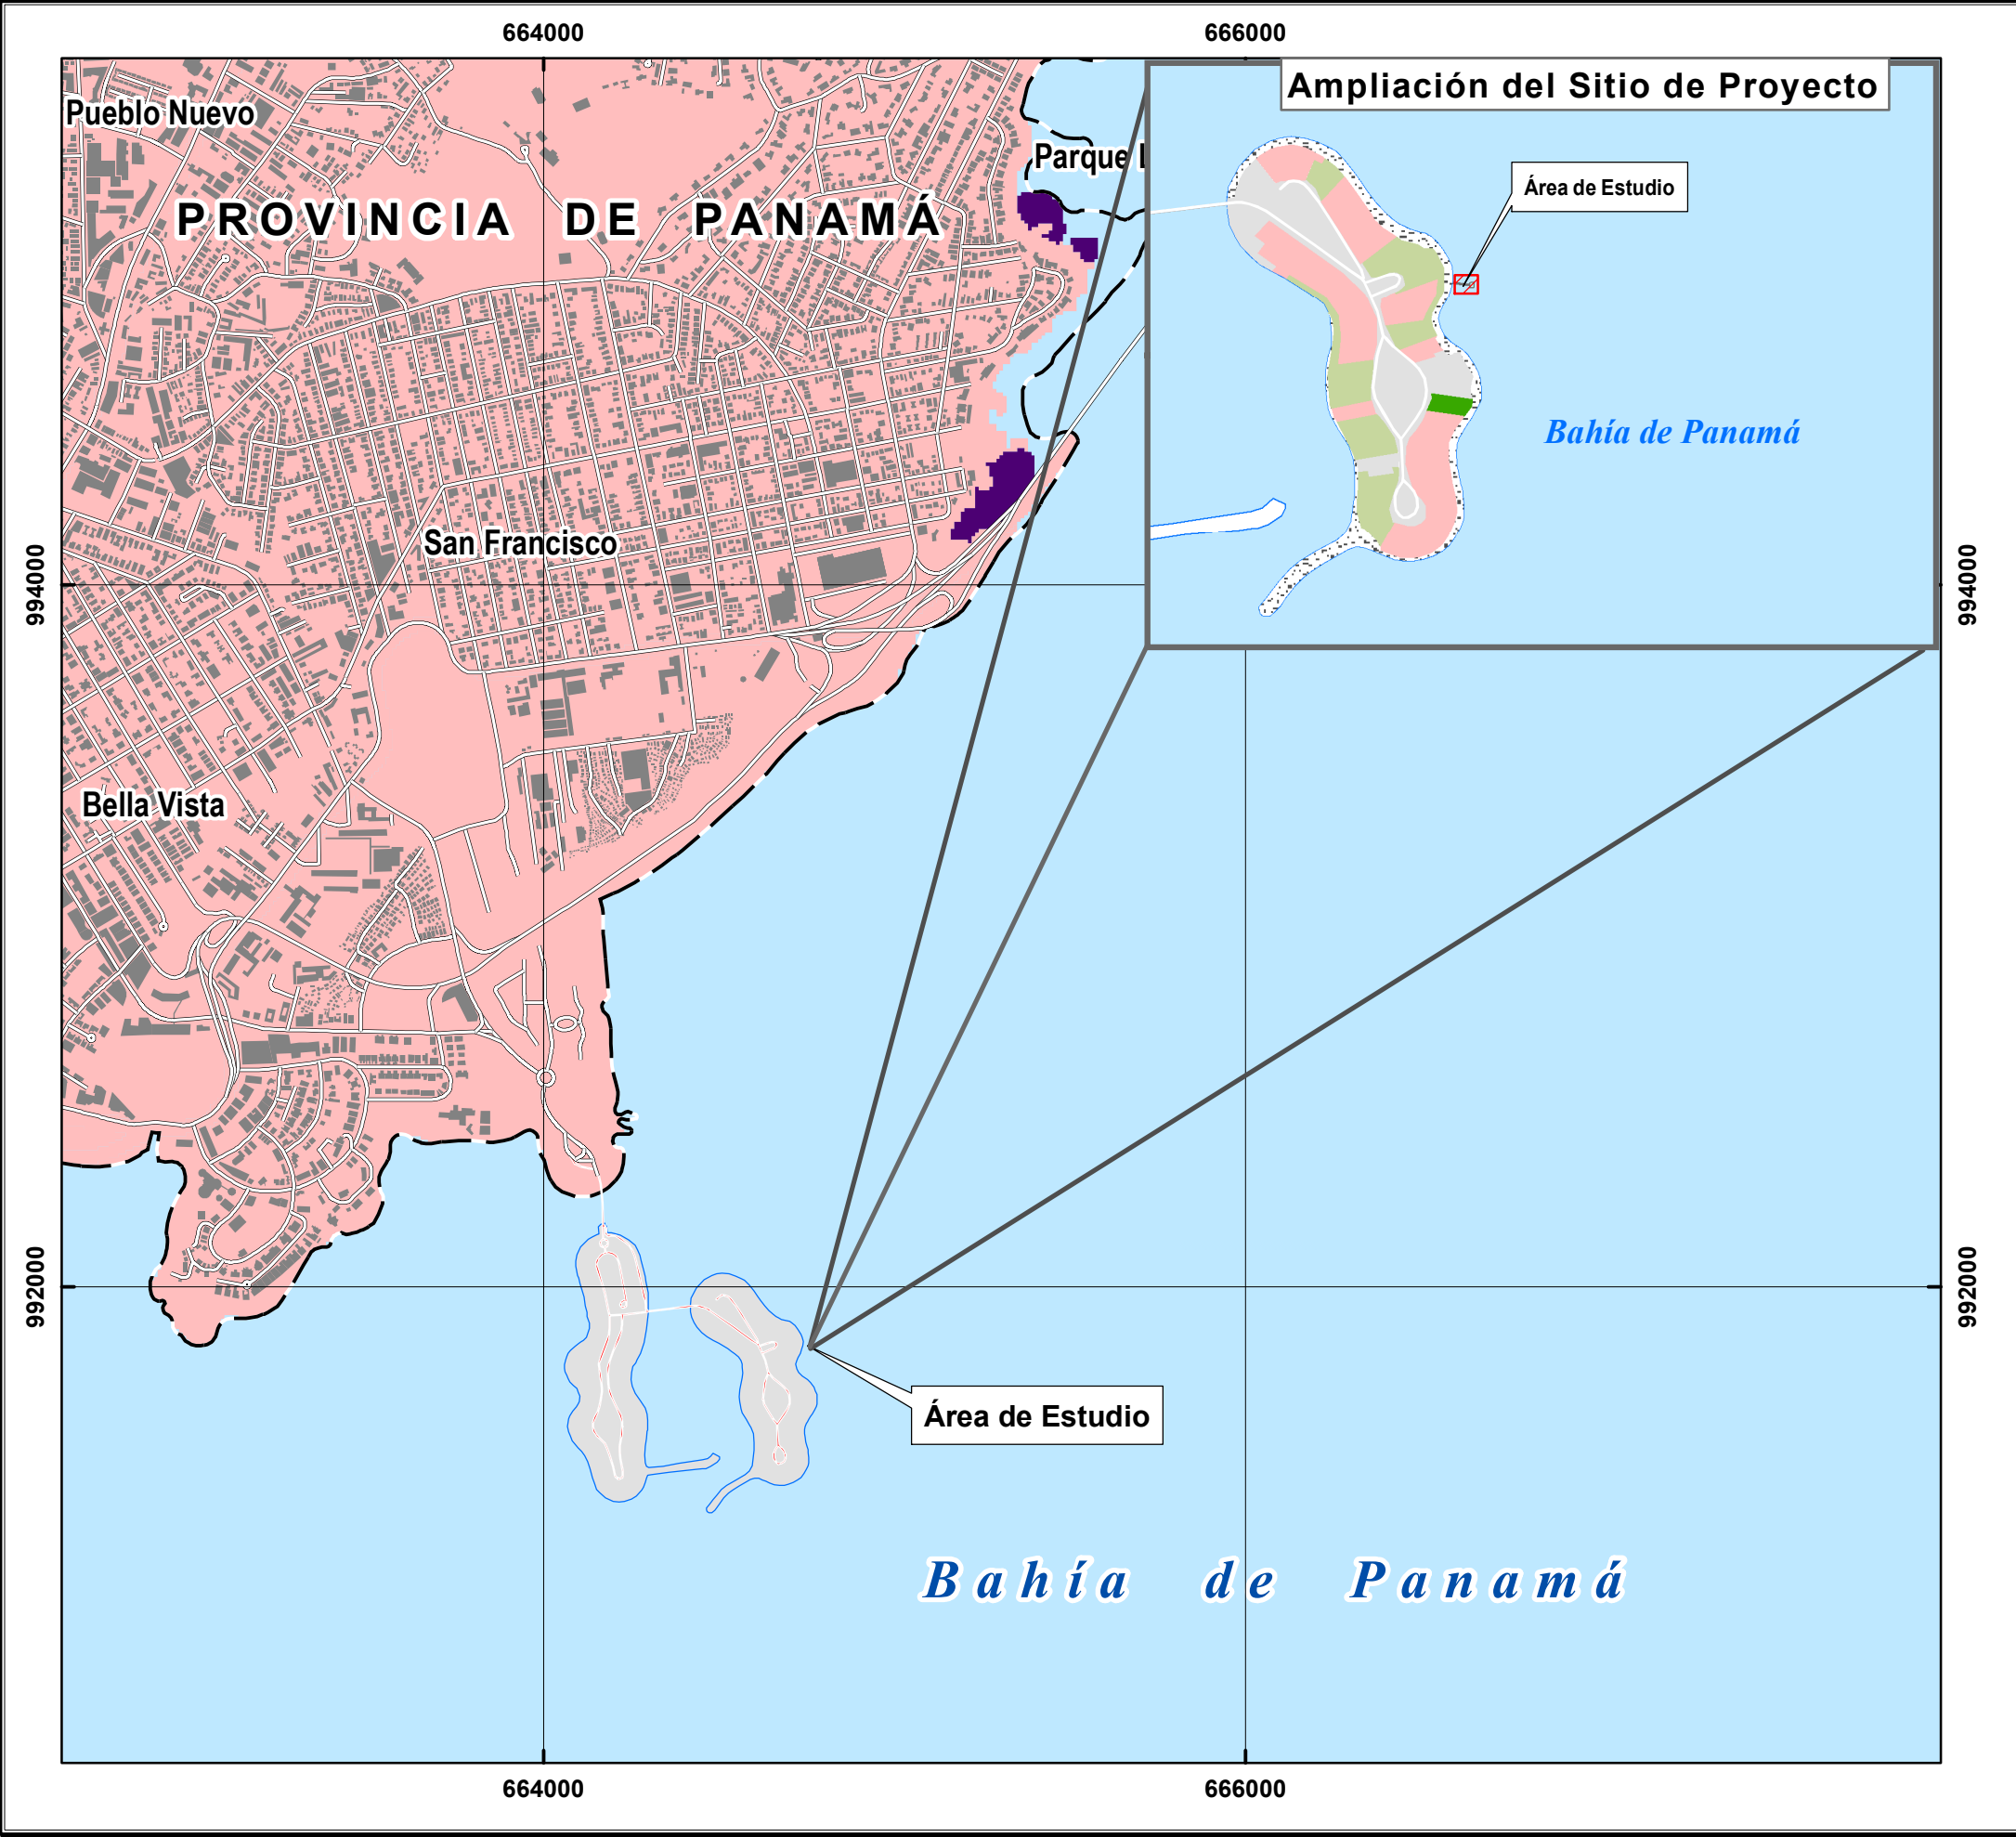 664000
666000
Ampliación del Sitio de Proyecto
Pueblo Nuevo
Parque
Área de Estudio
PROVINCIA DE PANAMÁ
Bahía de Panamá
San Francisco
994000
994000
Bella Vista
992000
992000
Área de Estudio
Bahía de Panamá
664000
666000